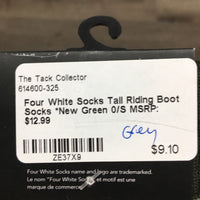 The Tack Collector
614600-325
Four White Socks Tall Riding Boot
Socks *New Green 0/S MSRP:
$12.99
Grey
$9.10
ZE37X9
Four White Socks name and logo are trademarked.
Le nom "Four White Socks" et motif est une
marque de commerce